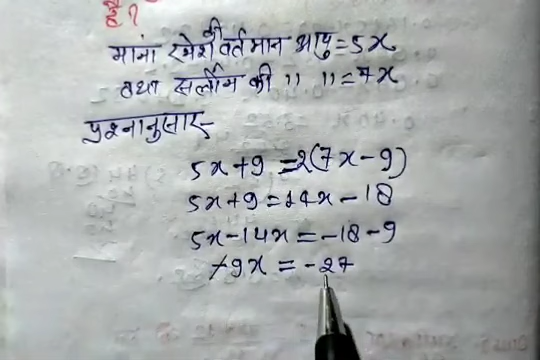 है ?
माना रमेश की वर्तमान आयु = 5x
तथा सलीम की " " = 7x
प्रश्नानुसार-
5x+9 = 2(7x-9)
5x+9 = 14x - 18
5x-14x = -18-9
-9x = -27